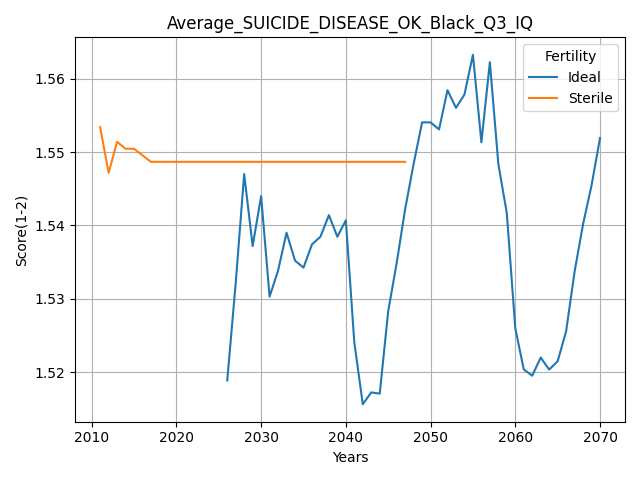 Average_SUICIDE_DISEASE_OK_Black_Q3_IQ
Fertility
Ideal
Sterile
Score(1-2)
1.56
1.55
1.54
1.53
1.52
2010 2020 2030 2040 2050 2060 2070
Years